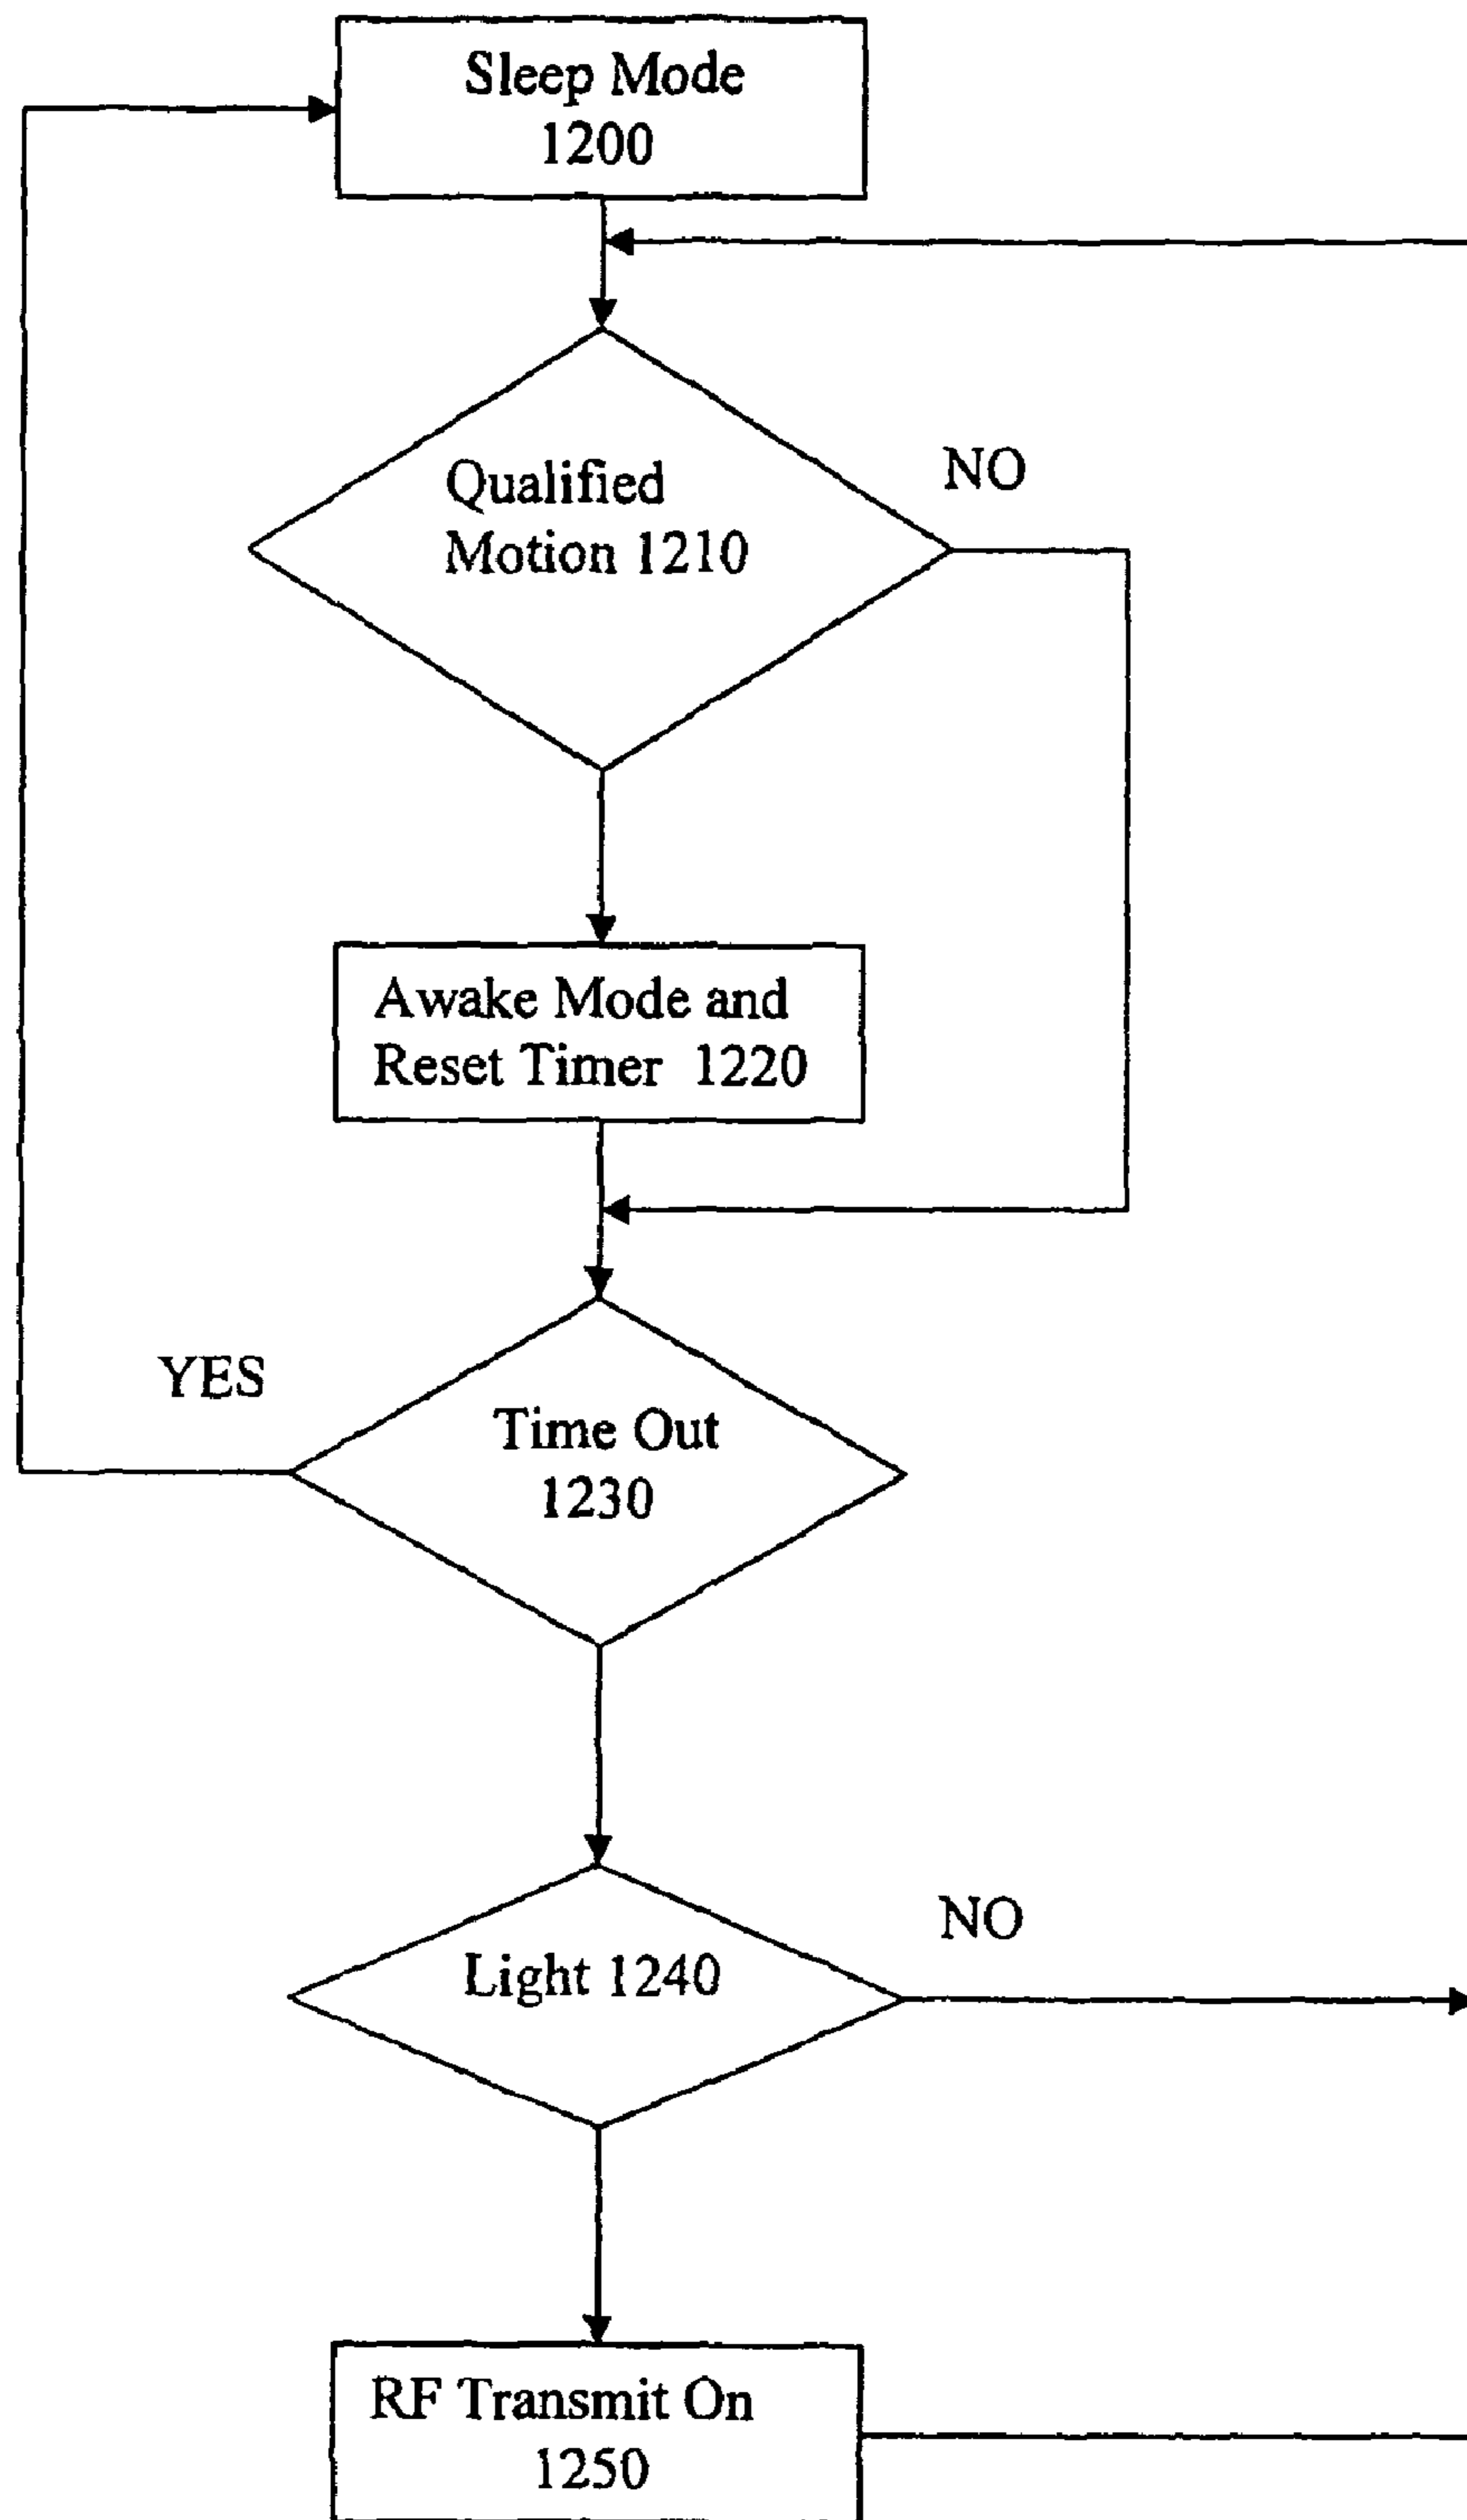 Sleep Mode
1200
Qualified
Motion 1210
NO
Awake Mode and
Reset Timer 1220
YES
Time Out
1230
NO
Light 1240
RF Transmit On
1250